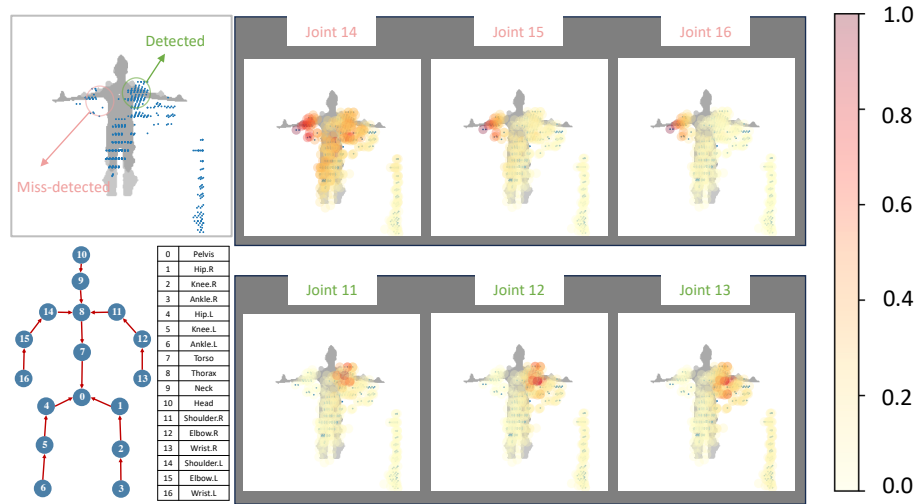 Detected
Miss-detected
Joint 14
Joint 15
Joint 16
Joint 11
Joint 12
Joint 13
1.0
0.8
0.6
0.4
0.2
0.0
10
9
14
8
11
15
7
12
16
13
0
4
1
5
2
6
3
0 Pelvis
1 Hip.R
2 Knee.R
3 Ankle.R
4 Hip.L
5 Knee.L
6 Ankle.L
7 Torso
8 Thorax
9 Neck
10 Head
11 Shoulder.R
12 Elbow.R
13 Wrist.R
14 Shoulder.L
15 Elbow.L
16 Wrist.L